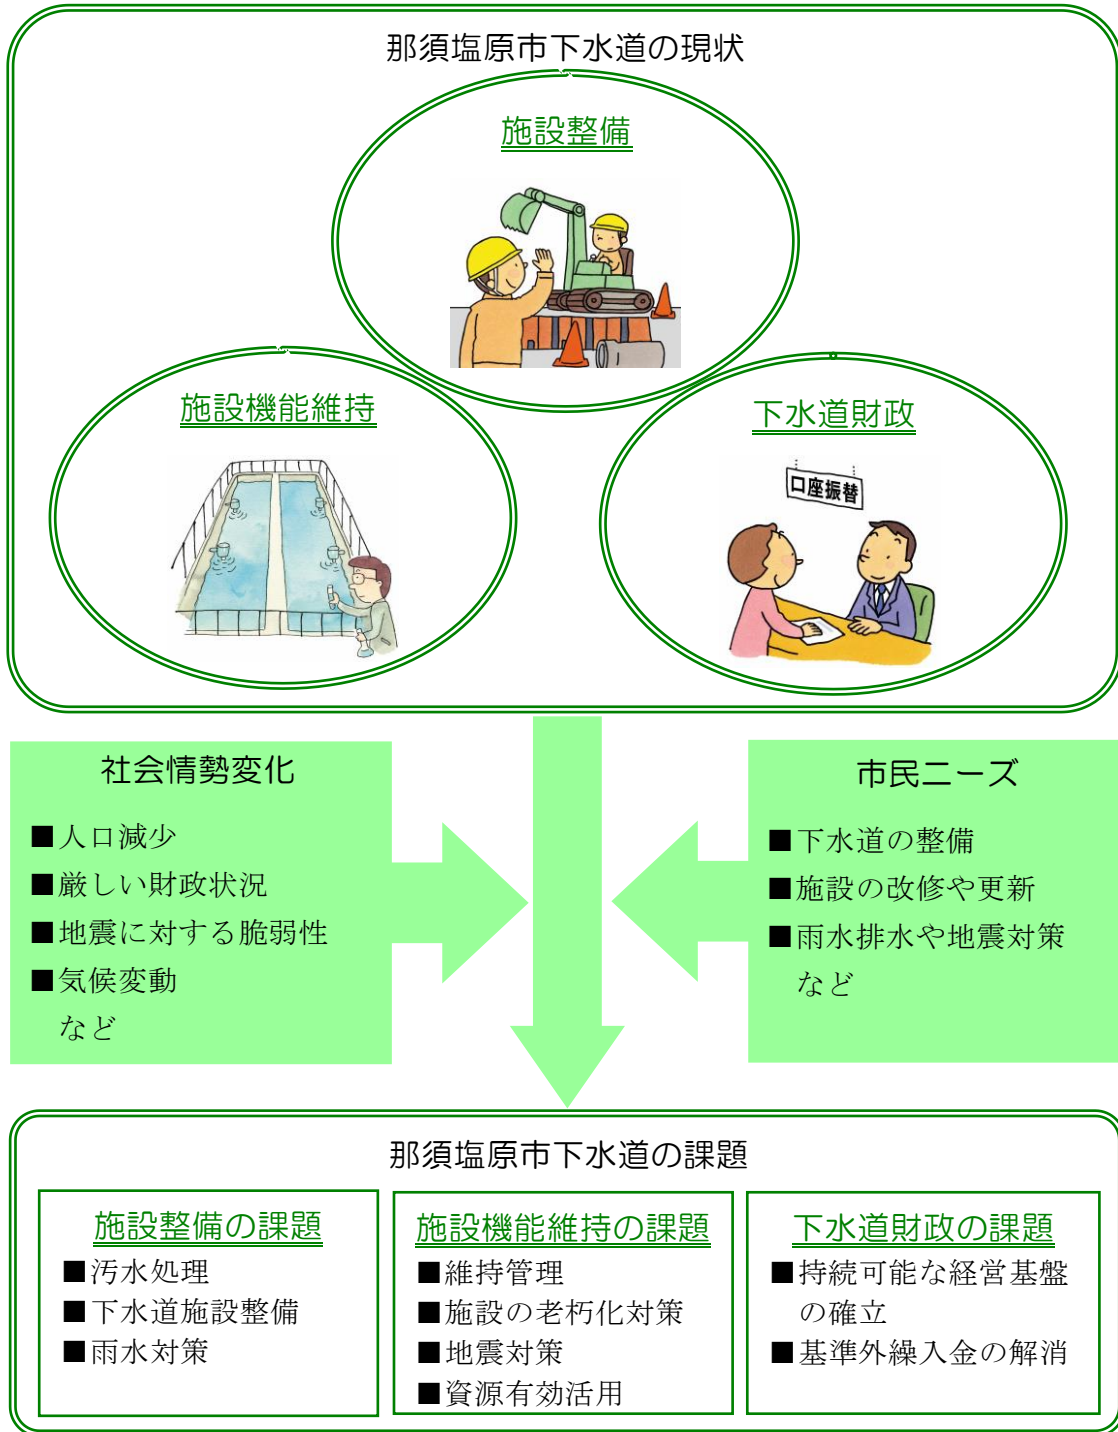 那須塩原市下水道の現状
施設整備
施設機能維持
下水道財政
口座振替
社会情勢変化
■人口減少
■厳しい財政状況
■地震に対する脆弱性
■気候変動
など
市民ニーズ
■下水道の整備
■施設の改修や更新
■雨水排水や地震対策
など
那須塩原市下水道の課題
施設整備の課題
■汚水処理
■下水道施設整備
■雨水対策
施設機能維持の課題
■維持管理
■施設の老朽化対策
■地震対策
■資源有効活用
下水道財政の課題
■持続可能な経営基盤
の確立
■基準外繰入金の解消